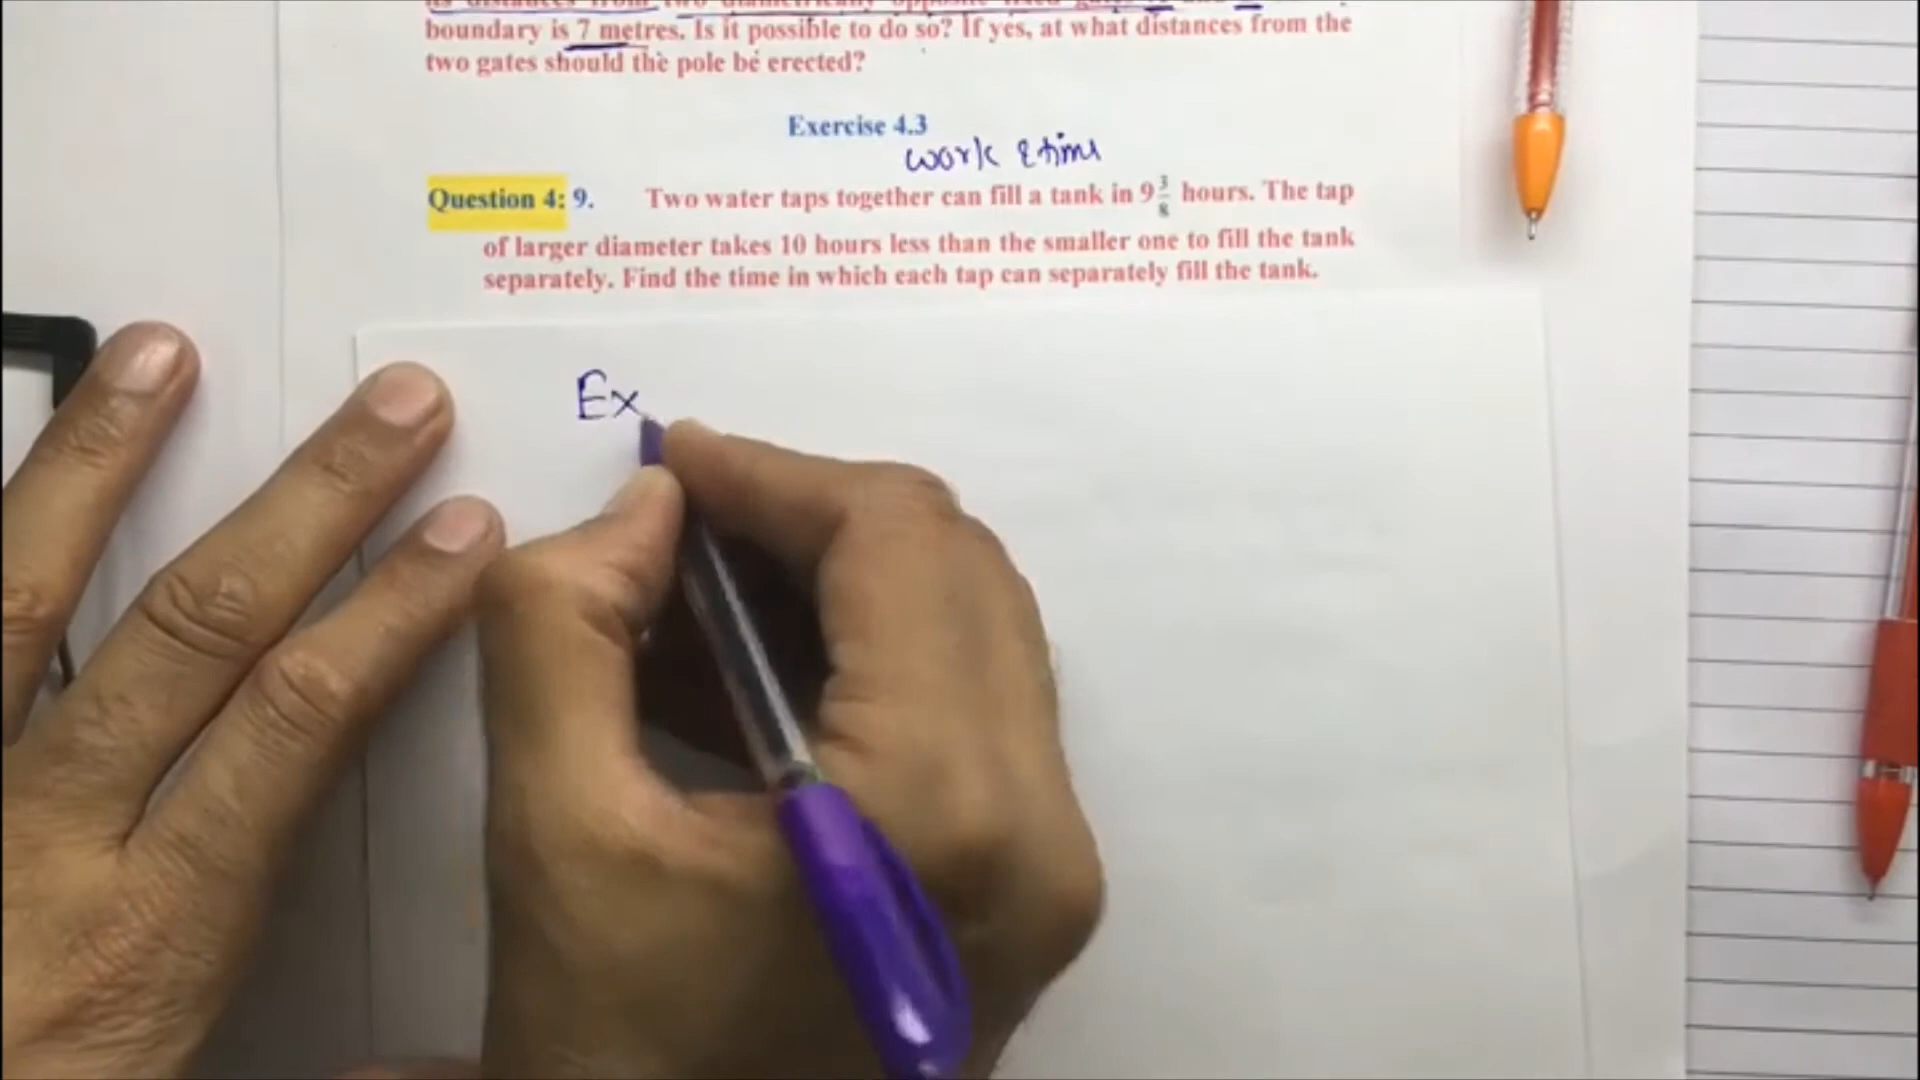 boundary is 7 metres. Is it possible to do so? If yes, at what distances from the
two gates should the pole be erected?
Exercise 4.3
work & time
Question 4: 9. Two water taps together can fill a tank in 9 3/8 hours. The tap
of larger diameter takes 10 hours less than the smaller one to fill the tank
separately. Find the time in which each tap can separately fill the tank.
Ex